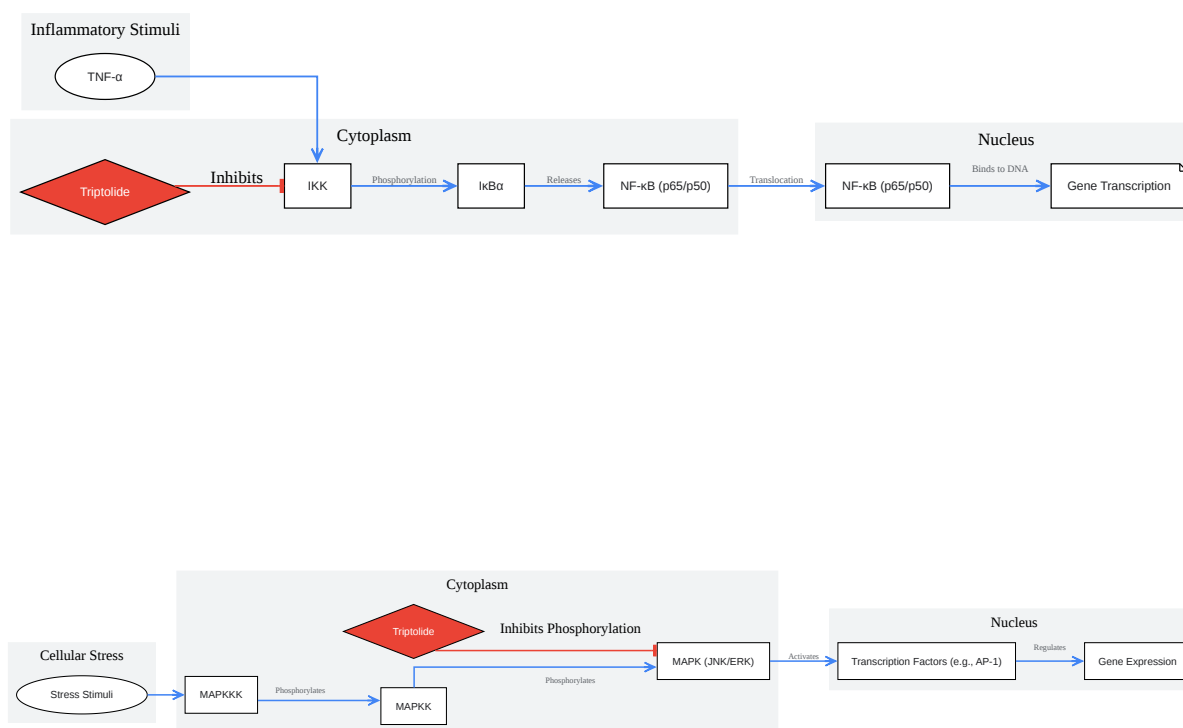 Inflammatory Stimuli
TNF-α
Cytoplasm
Triptolide
Inhibits
IKK
Phosphorylation
IκBα
Releases
NF-κB (p65/p50)
Translocation
Nucleus
NF-κB (p65/p50)
Binds to DNA
Gene Transcription
Cellular Stress
Stress Stimuli
Cytoplasm
MAPKKK
Phosphorylates
MAPKK
Triptolide
Inhibits Phosphorylation
Phosphorylates
MAPK (JNK/ERK)
Activates
Nucleus
Transcription Factors (e.g., AP-1)
Regulates
Gene Expression